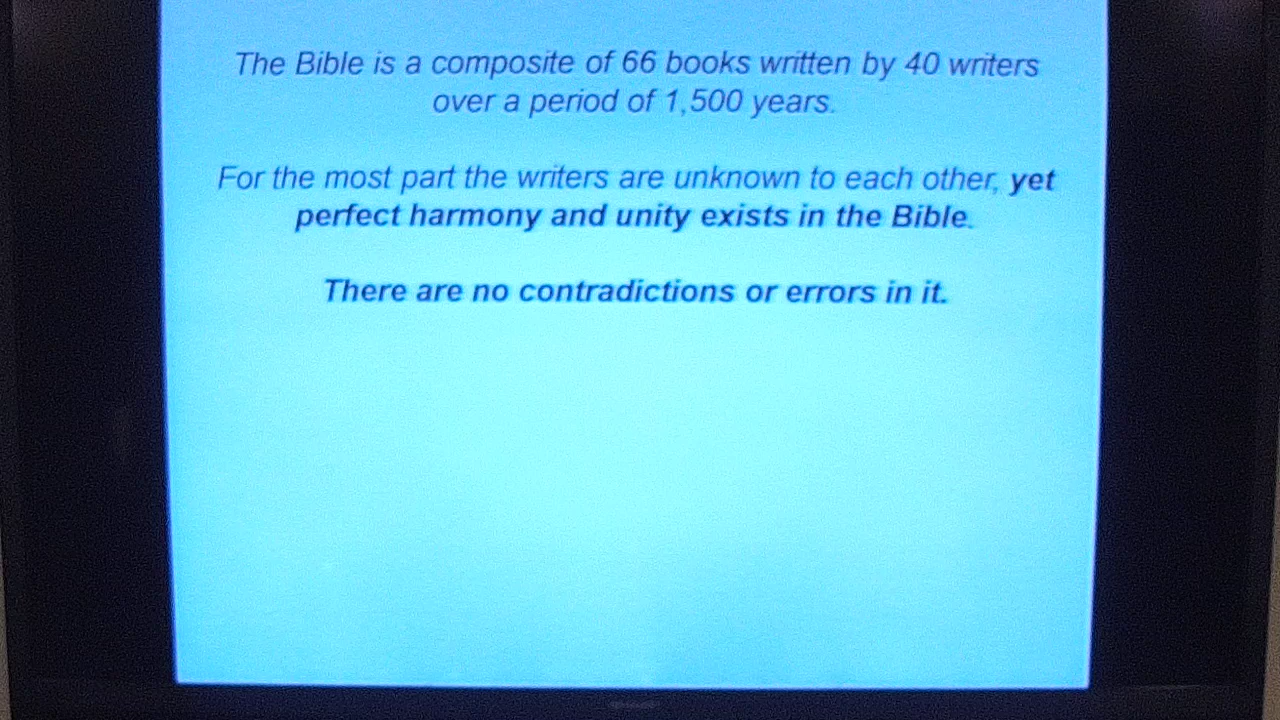 The Bible is a composite of 66 books written by 40 writers
over a period of 1,500 years.
For the most part the writers are unknown to each other, yet
perfect harmony and unity exists in the Bible.
There are no contradictions or errors in it.